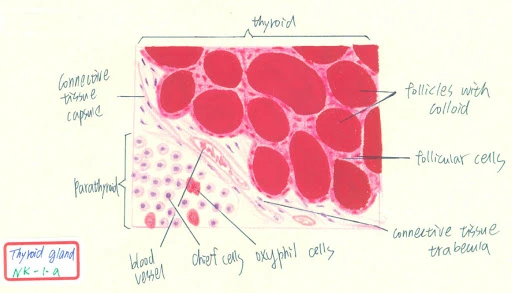 thyroid
connective
tissue
capsule
parathyroid
follicles with
colloid
follicular cells
connective tissue
trabecula
blood
vessel
chief cells
oxyphil cells
Thyroid gland
NK-1-a